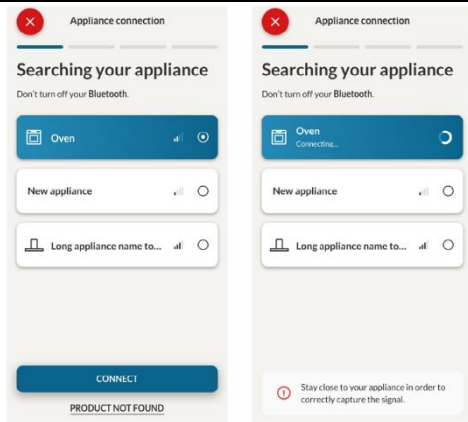 Appliance connection
Searching your appliance
Don't turn off your Bluetooth.
Oven
New appliance
Long appliance name to...
CONNECT
PRODUCT NOT FOUND
Appliance connection
Searching your appliance
Don't turn off your Bluetooth.
Oven
Connecting...
New appliance
Long appliance name to...
Stay close to your appliance in order to
correctly capture the signal.